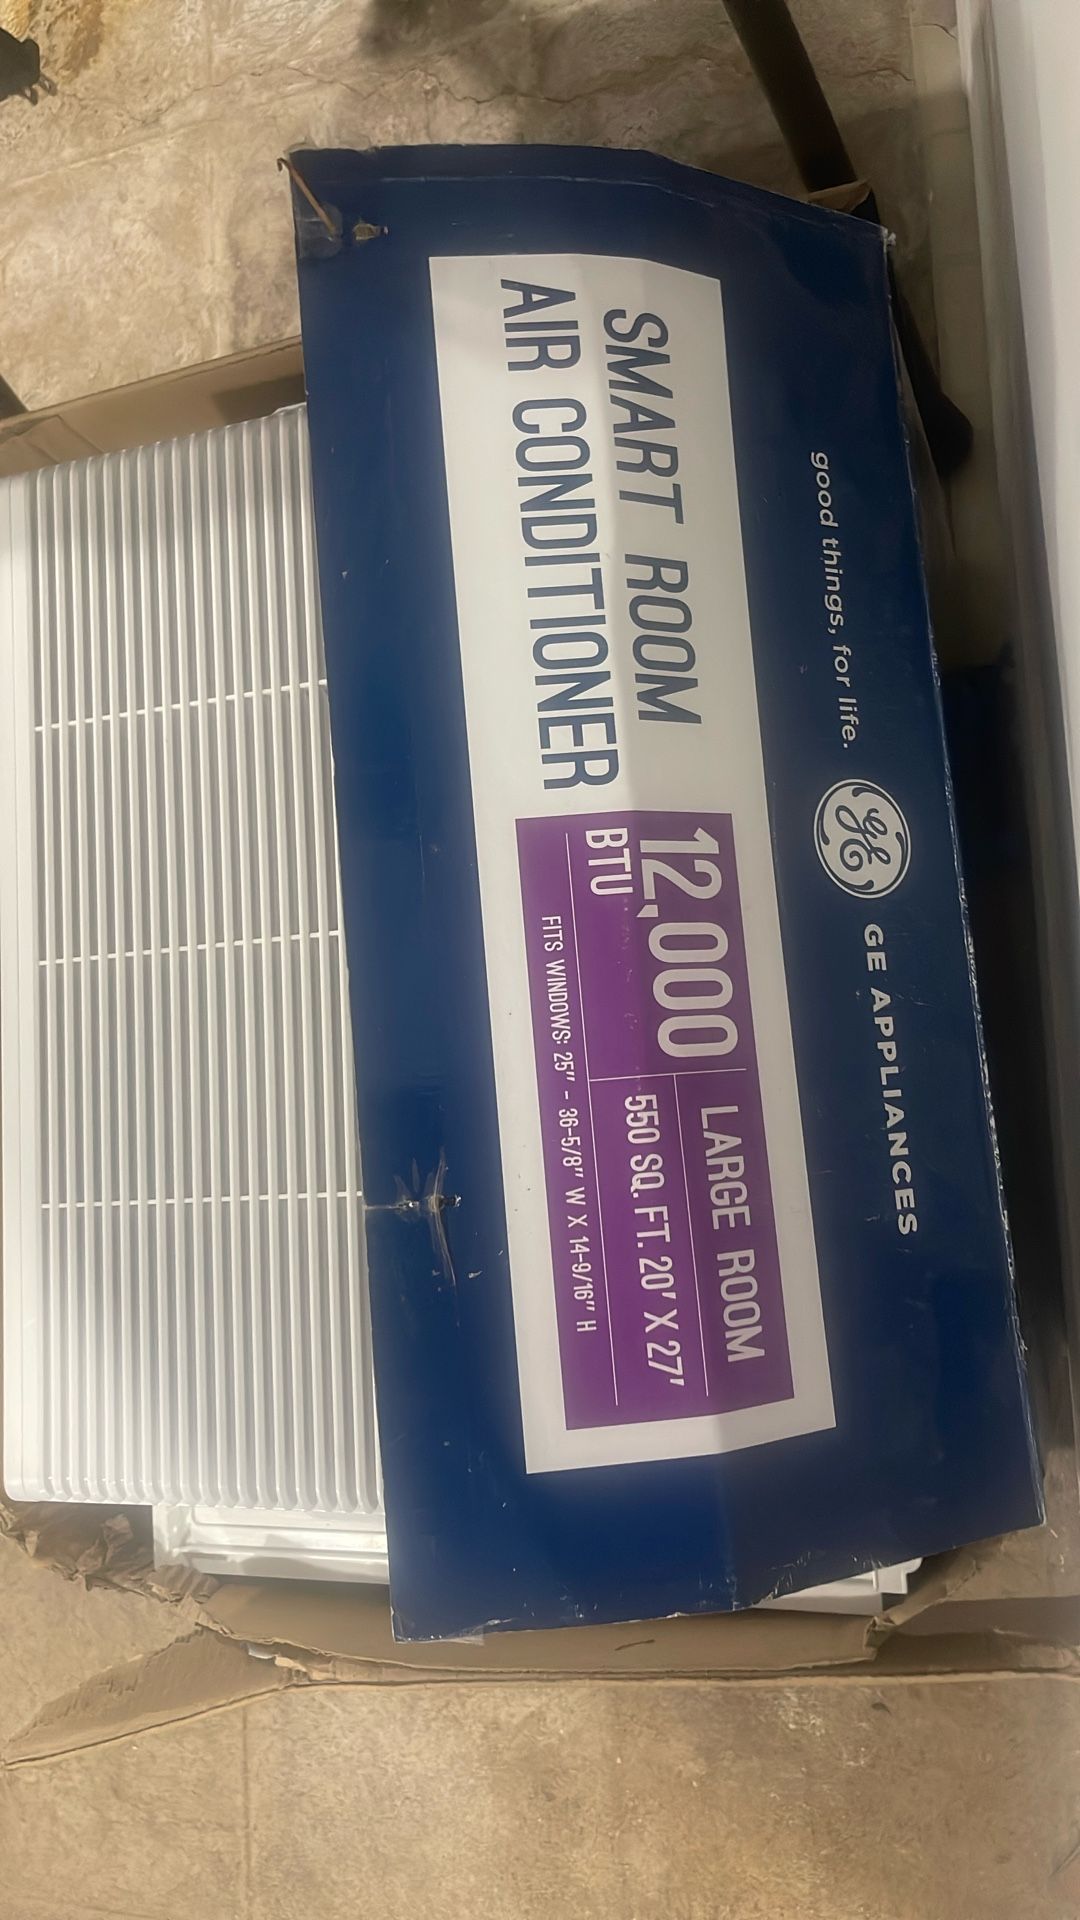 good things, for life.
GE
GE APPLIANCES
SMART ROOM
AIR CONDITIONER
12,000
BTU
LARGE ROOM
550 SQ. FT. 20' X 27'
FITS WINDOWS: 25" - 36-5/8" W X 14-9/16" H